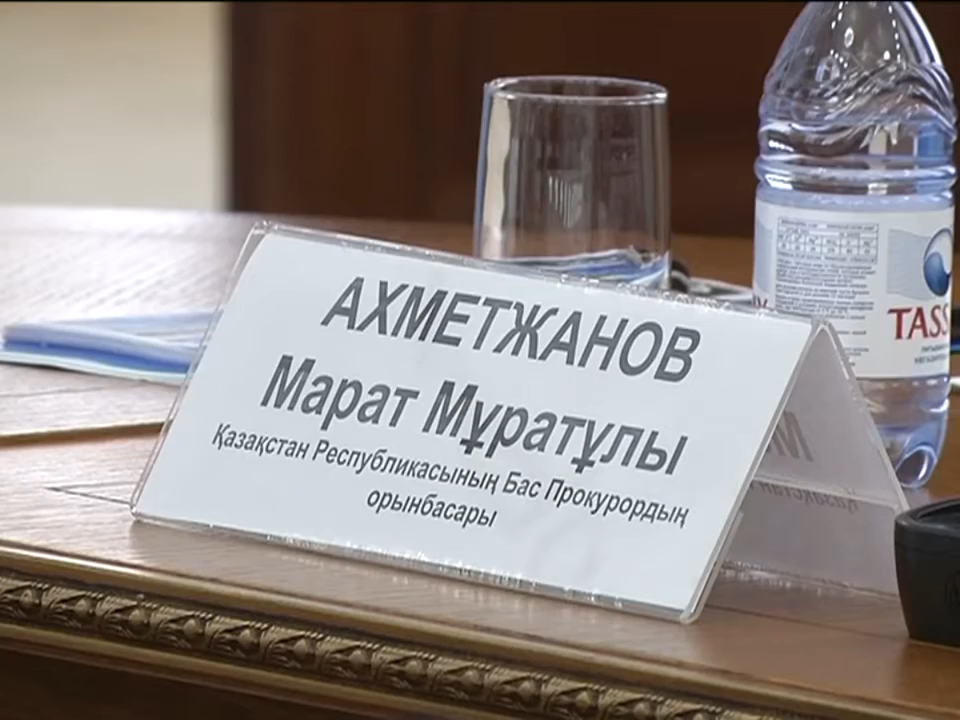 АХМЕТЖАНОВ
Марат Мұратұлы
Қазақстан Республикасының Бас Прокурордың
орынбасары
TASS